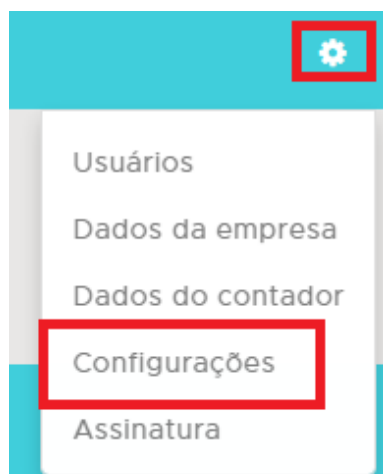 Usuários
Dados da empresa
Dados do contador
Configurações
Assinatura